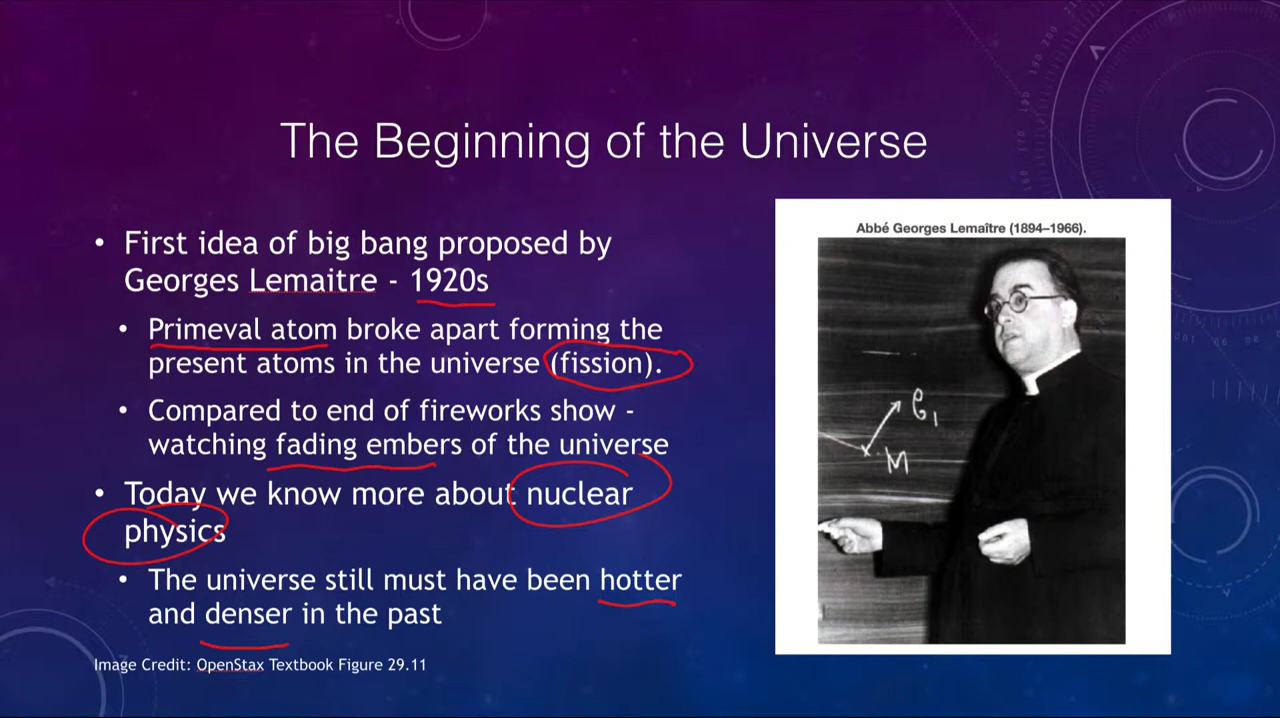 The Beginning of the Universe
• First idea of big bang proposed by
Georges Lemaitre - 1920s
• Primeval atom broke apart forming the
present atoms in the universe (fission).
• Compared to end of fireworks show -
watching fading embers of the universe
• Today we know more about nuclear
physics
• The universe still must have been hotter
and denser in the past
Image Credit: OpenStax Textbook Figure 29.11
Abbé Georges Lemaître (1894–1966).
M